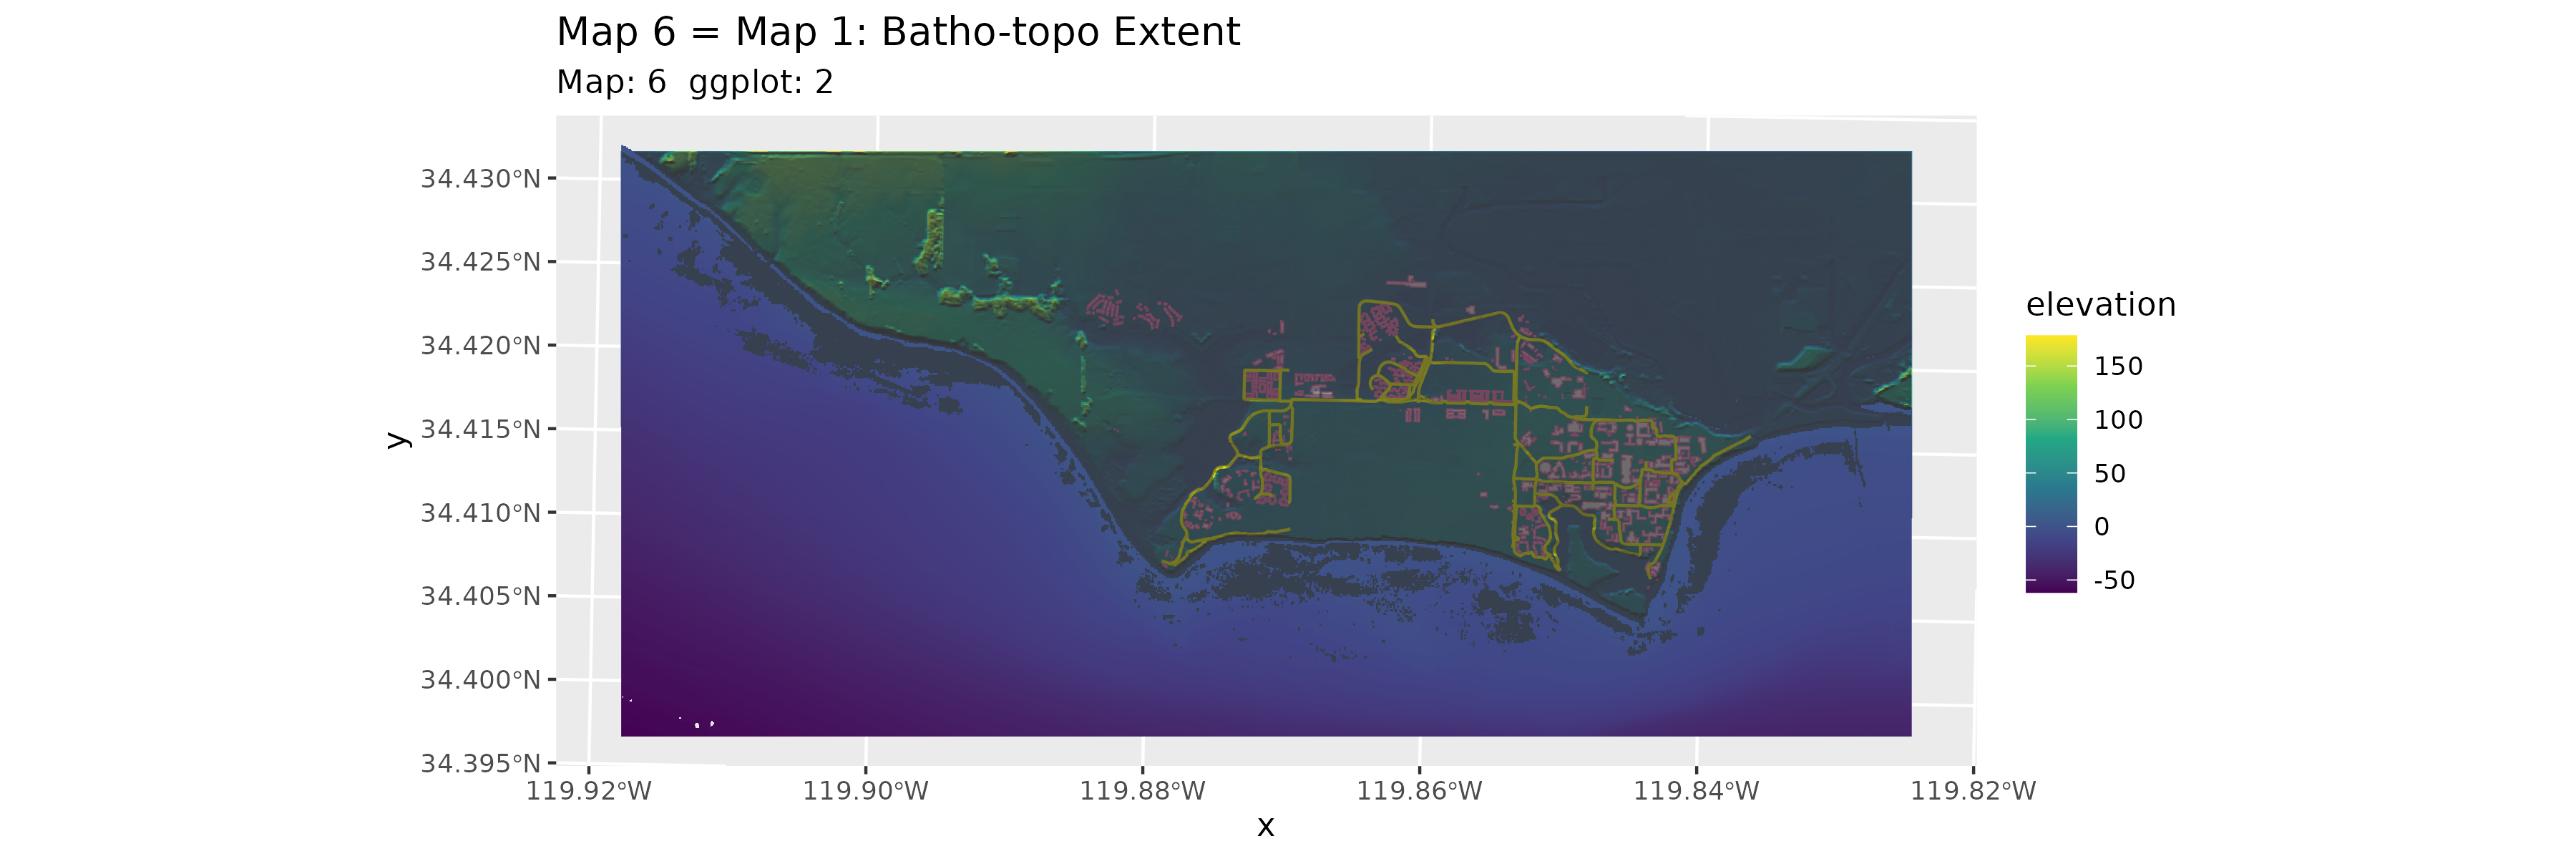 Map 6 = Map 1: Batho-topo Extent
Map: 6  ggplot: 2
34.430°N
34.425°N
34.420°N
34.415°N
34.410°N
34.405°N
34.400°N
34.395°N
y
119.92°W 119.90°W 119.88°W 119.86°W 119.84°W 119.82°W
x
elevation
150
100
50
0
-50